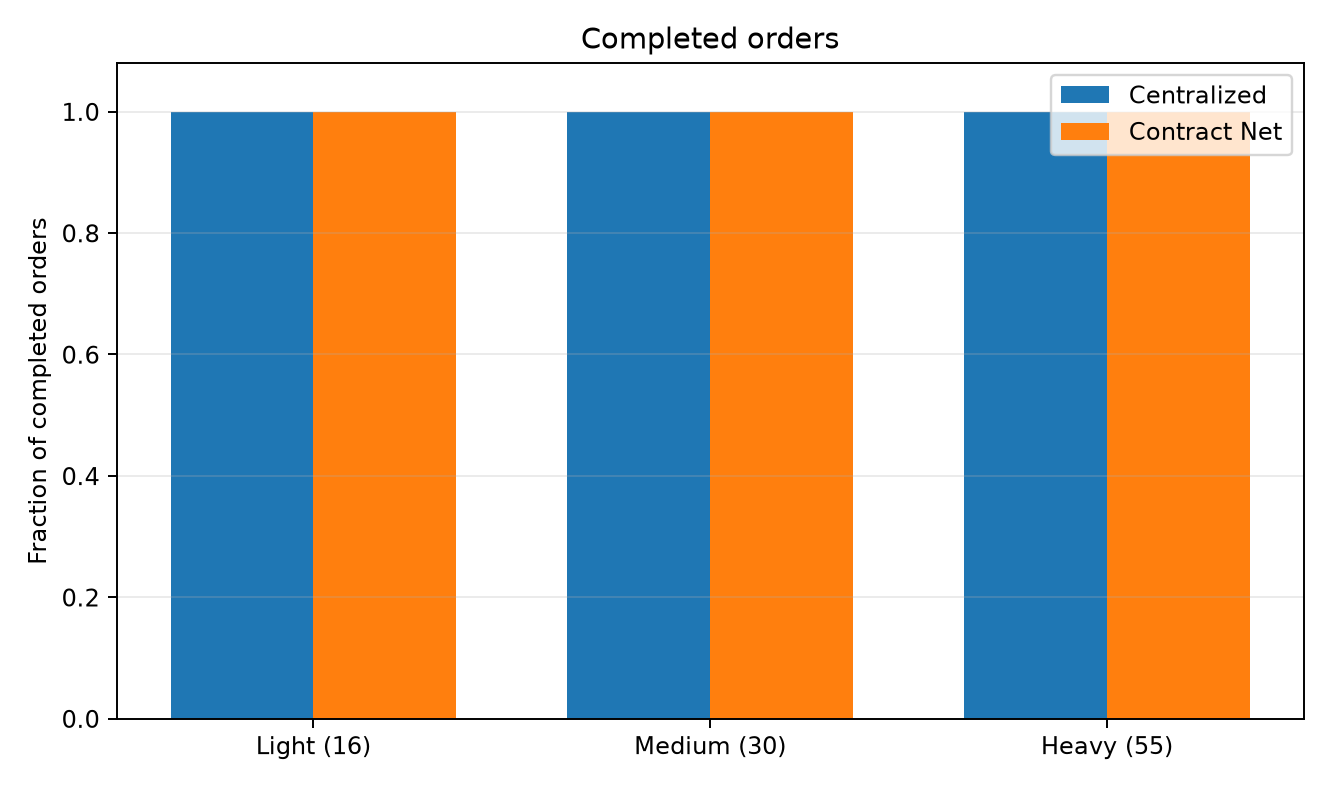 Completed orders
Centralized
Contract Net
Fraction of completed orders
1.0
0.8
0.6
0.4
0.2
0.0
Light (16)
Medium (30)
Heavy (55)